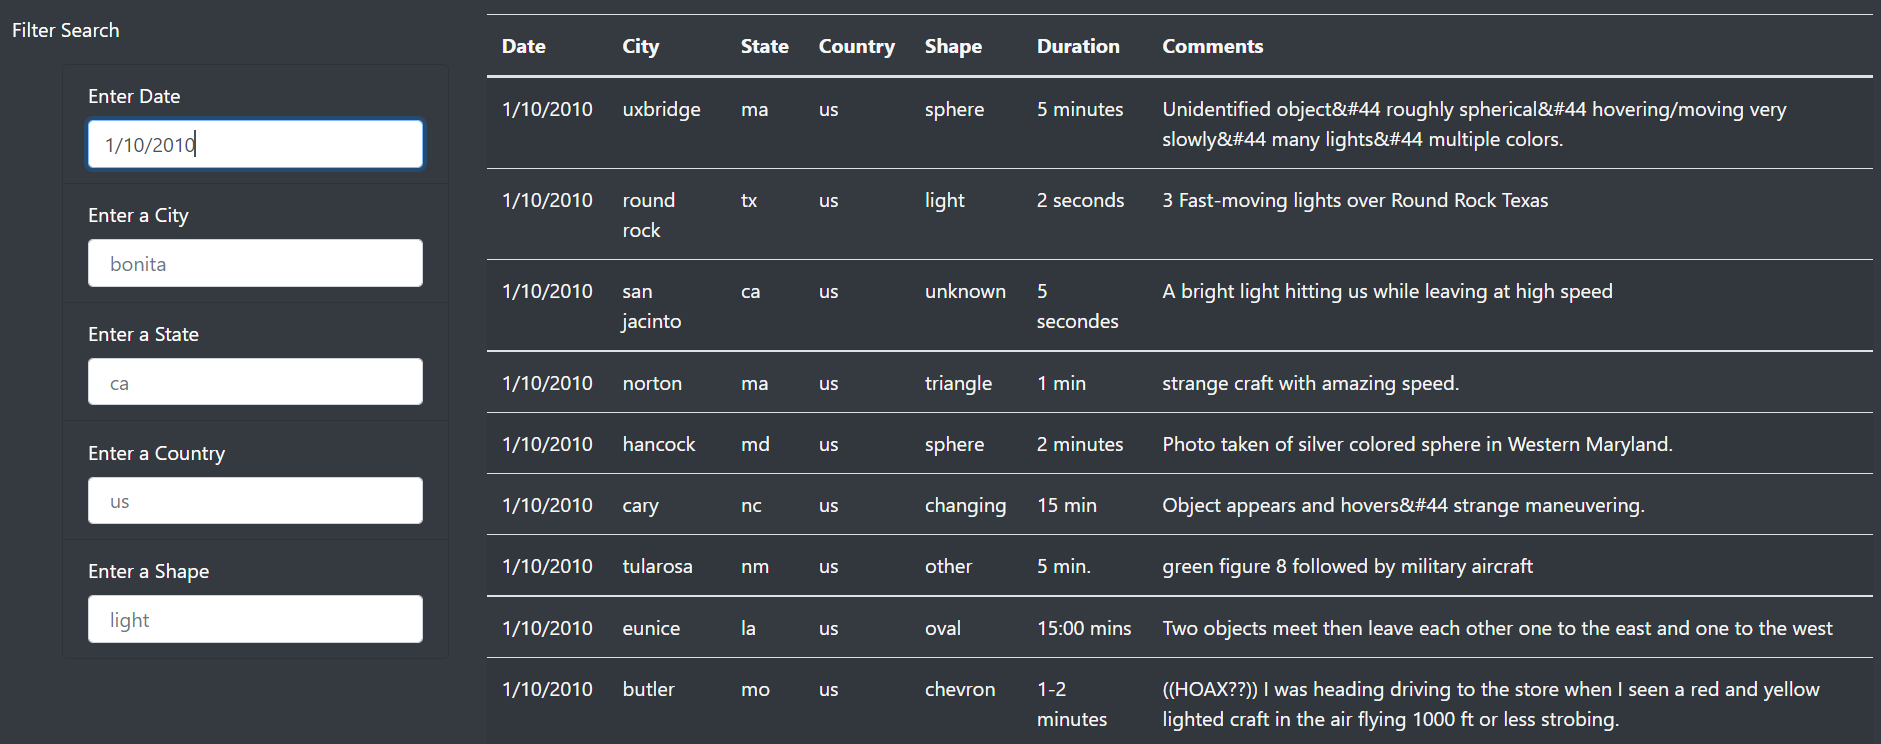 Filter Search
Enter Date
1/10/2010
Enter a City
bonita
Enter a State
ca
Enter a Country
us
Enter a Shape
light
Date City State Country Shape Duration Comments
1/10/2010 uxbridge ma us sphere 5 minutes Unidentified object&#44 roughly spherical&#44 hovering/moving very
slowly&#44 many lights&#44 multiple colors.
1/10/2010 round tx us light 2 seconds 3 Fast-moving lights over Round Rock Texas
rock
1/10/2010 san ca us unknown 5 A bright light hitting us while leaving at high speed
jacinto secondes
1/10/2010 norton ma us triangle 1 min strange craft with amazing speed.
1/10/2010 hancock md us sphere 2 minutes Photo taken of silver colored sphere in Western Maryland.
1/10/2010 cary nc us changing 15 min Object appears and hovers&#44 strange maneuvering.
1/10/2010 tularosa nm us other 5 min. green figure 8 followed by military aircraft
1/10/2010 eunice la us oval 15:00 mins Two objects meet then leave each other one to the east and one to the west
1/10/2010 butler mo us chevron 1-2 ((HOAX??)) I was heading driving to the store when I seen a red and yellow
minutes lighted craft in the air flying 1000 ft or less strobing.